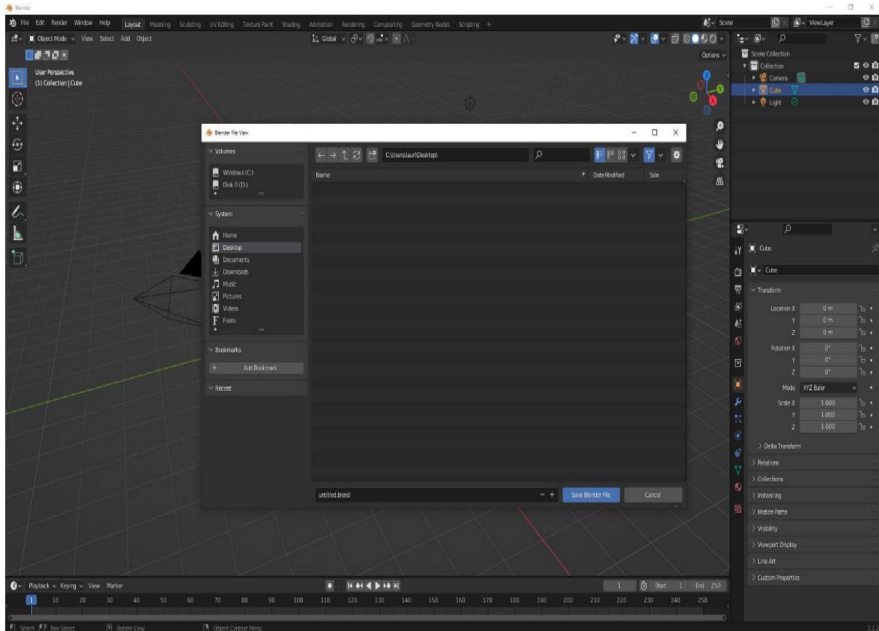 Blender
File Edit Render Window Help Layout Modeling Sculpting UV Editing Texture Paint Shading Animation Rendering Compositing Geometry Nodes Scripting + Scene ViewLayer
Object Mode View Select Add Object Global
Options
User Perspective
(1) Collection | Cube
Scene Collection
Collection
Camera
Cube
Light
Blender File View
Volumes
Windows (C:)
Disk 0 (D:)
System
Home
Desktop
Documents
Downloads
Music
Pictures
Videos
Fonts
Bookmarks
+ Add Bookmark
Recent
Name Date Modified Size
untitled.blend - + Save Blender File Cancel
Cube
Cube
Transform
Location X 0 m
Y 0 m
Z 0 m
Rotation X 0°
Y 0°
Z 0°
Mode XYZ Euler
Scale X 1.000
Y 1.000
Z 1.000
Delta Transform
Relations
Collections
Instancing
Motion Paths
Visibility
Viewport Display
Line Art
Custom Properties
Playback Keying View Marker 1 Start 1 End 250
1 10 20 30 40 50 60 70 80 90 100 110 120 130 140 150 160 170 180 190 200 210 220 230 240 250
Select Box Select Rotate View Object Context Menu